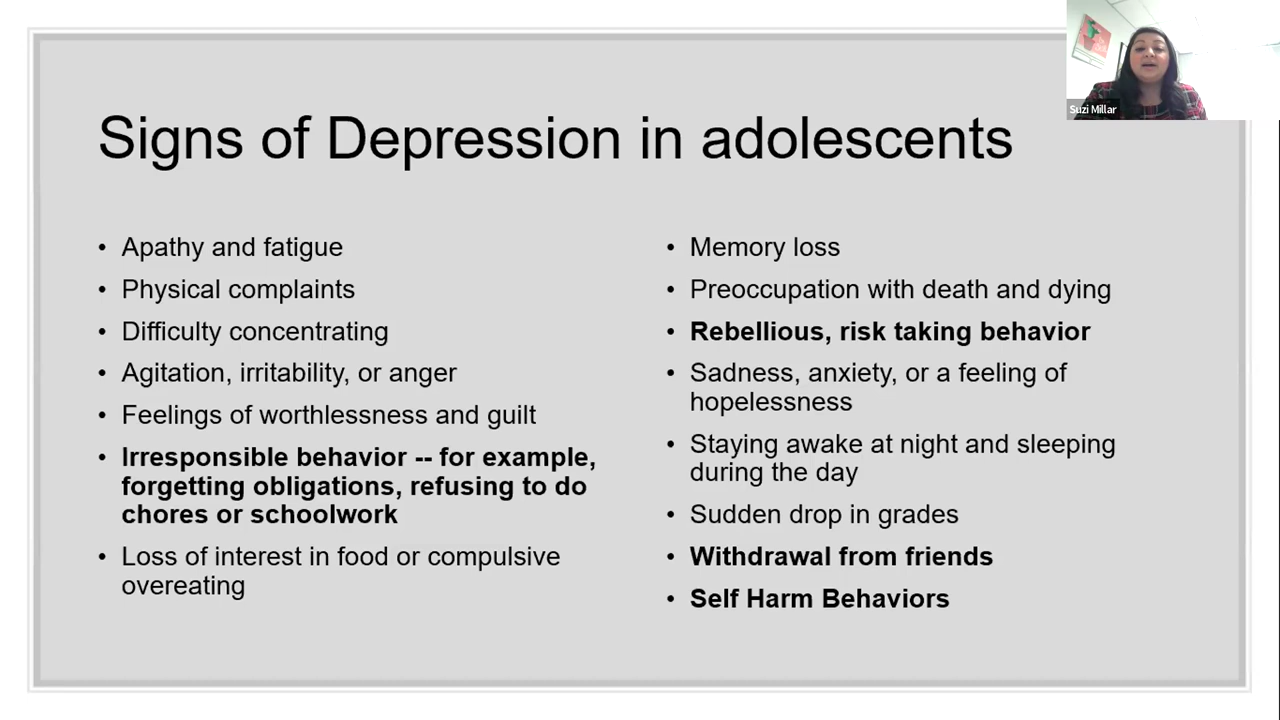 Signs of Depression in adolescents
• Apathy and fatigue
• Physical complaints
• Difficulty concentrating
• Agitation, irritability, or anger
• Feelings of worthlessness and guilt
• Irresponsible behavior -- for example,
forgetting obligations, refusing to do
chores or schoolwork
• Loss of interest in food or compulsive
overeating
• Memory loss
• Preoccupation with death and dying
• Rebellious, risk taking behavior
• Sadness, anxiety, or a feeling of
hopelessness
• Staying awake at night and sleeping
during the day
• Sudden drop in grades
• Withdrawal from friends
• Self Harm Behaviors
Suzi Millar